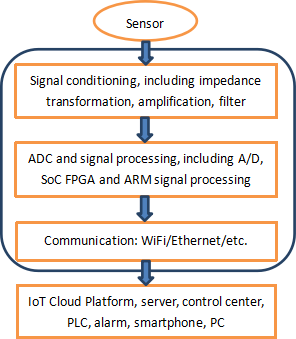 Sensor
Signal conditioning, including impedance
transformation, amplification, filter
ADC and signal processing, including A/D,
SoC FPGA and ARM signal processing
Communication: WiFi/Ethernet/etc.
IoT Cloud Platform, server, control center,
PLC, alarm, smartphone, PC